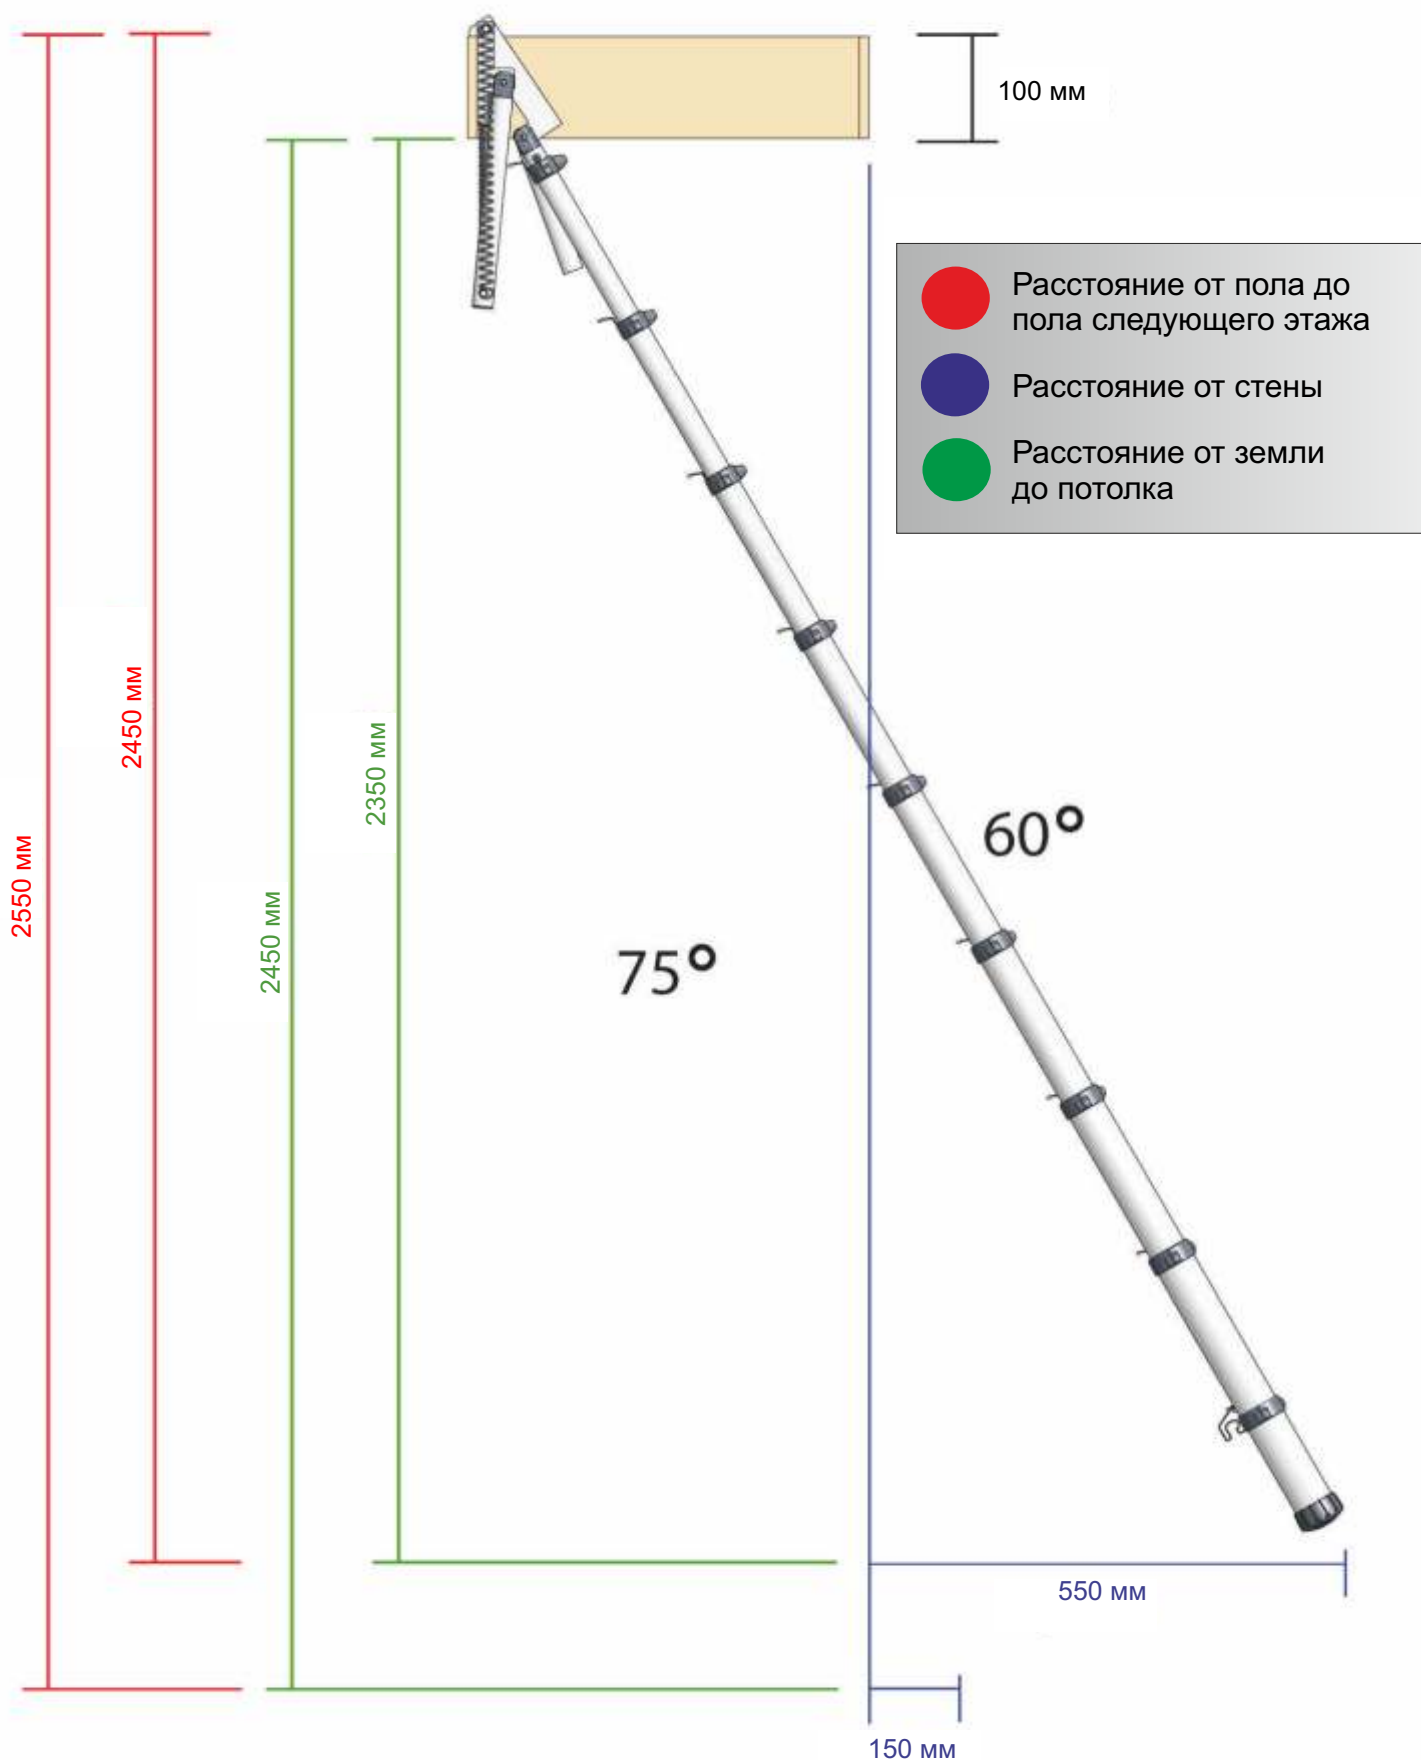 100 мм
Расстояние от пола до
пола следующего этажа
Расстояние от стены
Расстояние от земли
до потолка
2450 мм
2350 мм
2550 мм
2450 мм
60°
75°
550 мм
150 мм